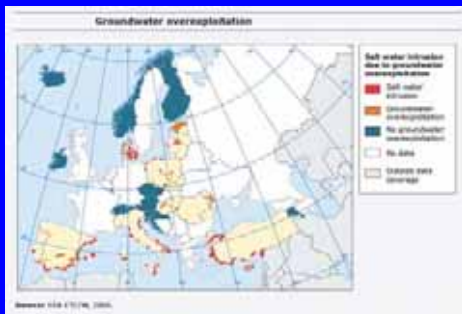 Groundwater overexploitation
Salt water intrusion
due to groundwater
overexploitation
Salt water
intrusion
Groundwater
overexploitation
No groundwater
overexploitation
No data
Outside data
coverage